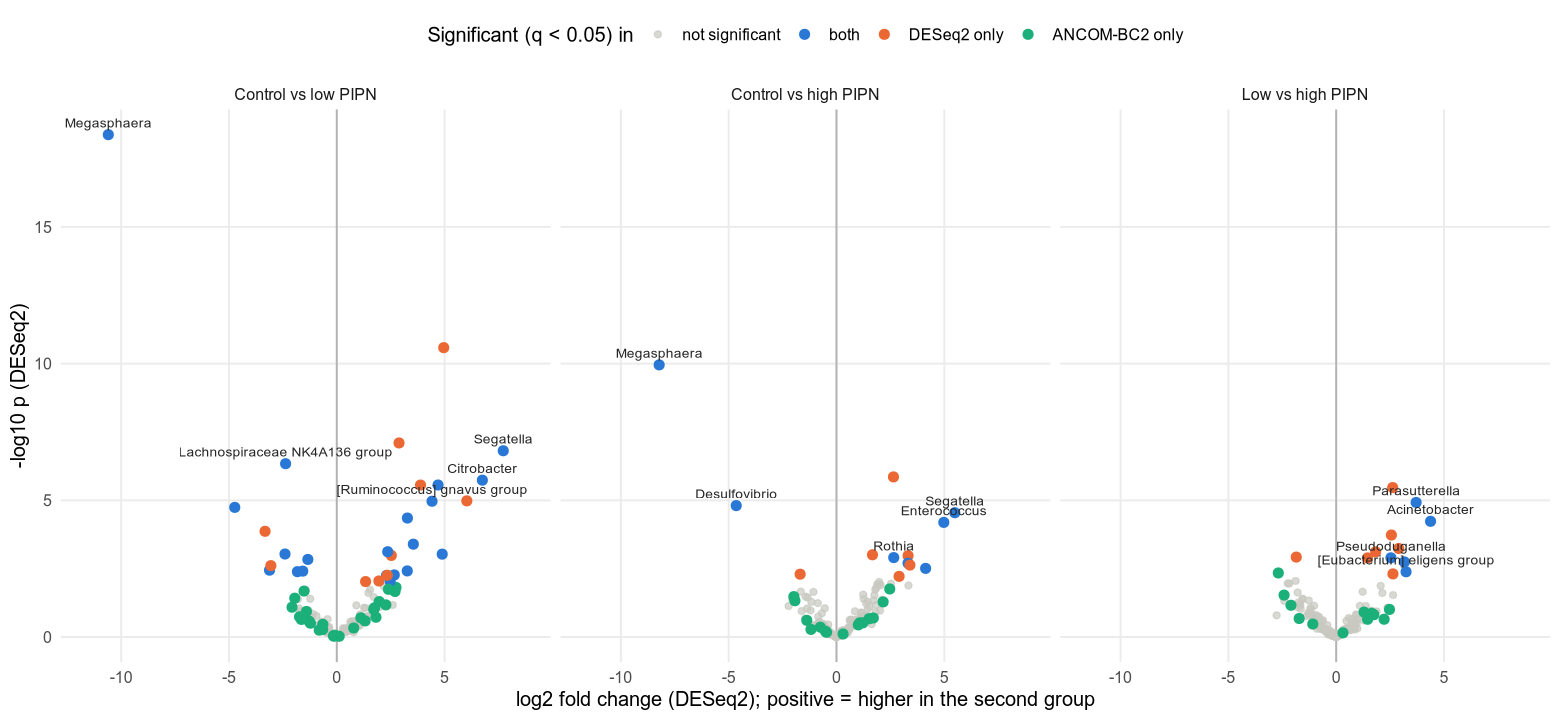 Significant (q < 0.05) in not significant both DESeq2 only ANCOM-BC2 only
Control vs low PIPN
Control vs high PIPN
Low vs high PIPN
-log10 p (DESeq2)
15
10
5
0
Megasphaera
Segatella
Lachnospiraceae NK4A136 group
Citrobacter
[Ruminococcus] gnavus group
-10 -5 0 5
Megasphaera
Desulfovibrio
Segatella
Enterococcus
Rothia
-10 -5 0 5
Parasutterella
Acinetobacter
Pseudoduganella
[Eubacterium] eligens group
-10 -5 0 5
log2 fold change (DESeq2); positive = higher in the second group